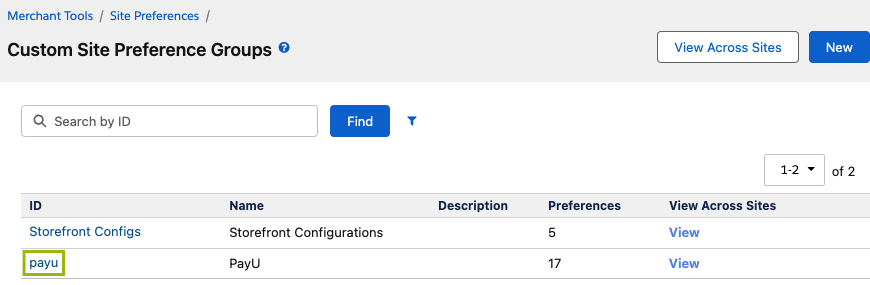 Merchant Tools / Site Preferences /
Custom Site Preference Groups ?
View Across Sites
New
Search by ID
Find
1-2 of 2
ID Name Description Preferences View Across Sites
Storefront Configs Storefront Configurations 5 View
payu PayU 17 View